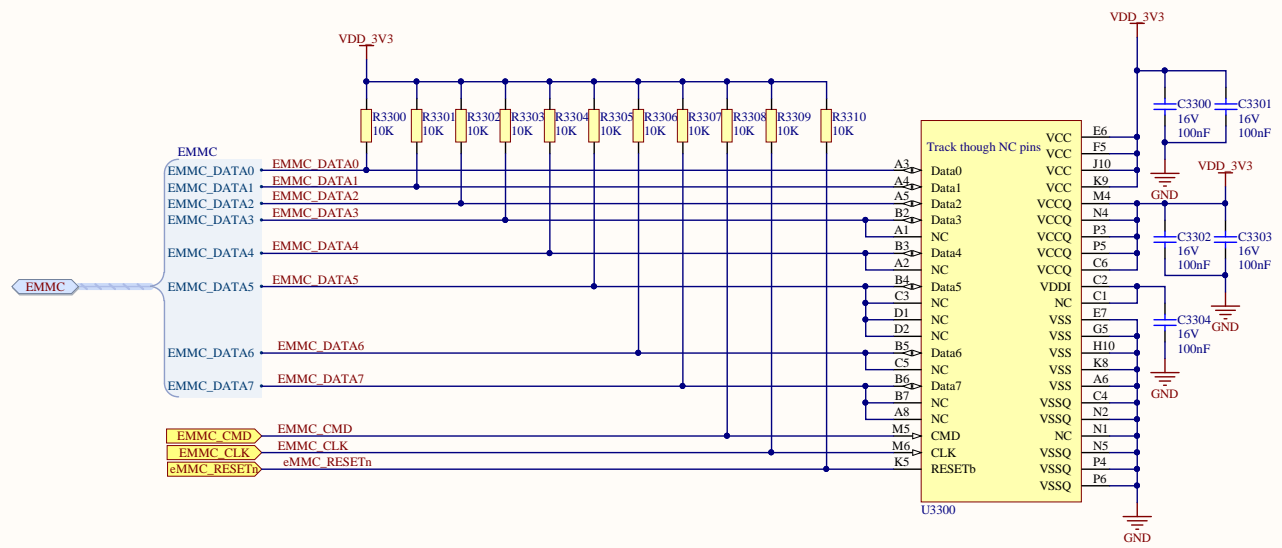 VDD_3V3
VDD_3V3
R3300
10K
R3301
10K
R3302
10K
R3303
10K
R3304
10K
R3305
10K
R3306
10K
R3307
10K
R3308
10K
R3309
10K
R3310
10K
C3300
16V
100nF
C3301
16V
100nF
GND
VDD_3V3
C3302
16V
100nF
C3303
16V
100nF
GND
C3304
16V
100nF
GND
EMMC
EMMC
EMMC_DATA0
EMMC_DATA0
EMMC_DATA1
EMMC_DATA1
EMMC_DATA2
EMMC_DATA2
EMMC_DATA3
EMMC_DATA3
EMMC_DATA4
EMMC_DATA4
EMMC_DATA5
EMMC_DATA5
EMMC_DATA6
EMMC_DATA6
EMMC_DATA7
EMMC_DATA7
EMMC_CMD
EMMC_CMD
EMMC_CLK
EMMC_CLK
eMMC_RESETn
eMMC_RESETn
Track though NC pins
A3 Data0
A4 Data1
A5 Data2
B2 Data3
A1 NC
B3 Data4
A2 NC
B4 Data5
C3 NC
D1 NC
D2 NC
B5 Data6
C5 NC
B6 Data7
B7 NC
A8 NC
M5 CMD
M6 CLK
K5 RESETb
VCC E6
VCC F5
VCC J10
VCC K9
VCCQ M4
VCCQ N4
VCCQ P3
VCCQ P5
VCCQ C6
VDDI C2
NC C1
VSS E7
VSS G5
VSS H10
VSS K8
VSS A6
VSSQ C4
VSSQ N2
NC N1
VSSQ N5
VSSQ P4
VSSQ P6
U3300
GND